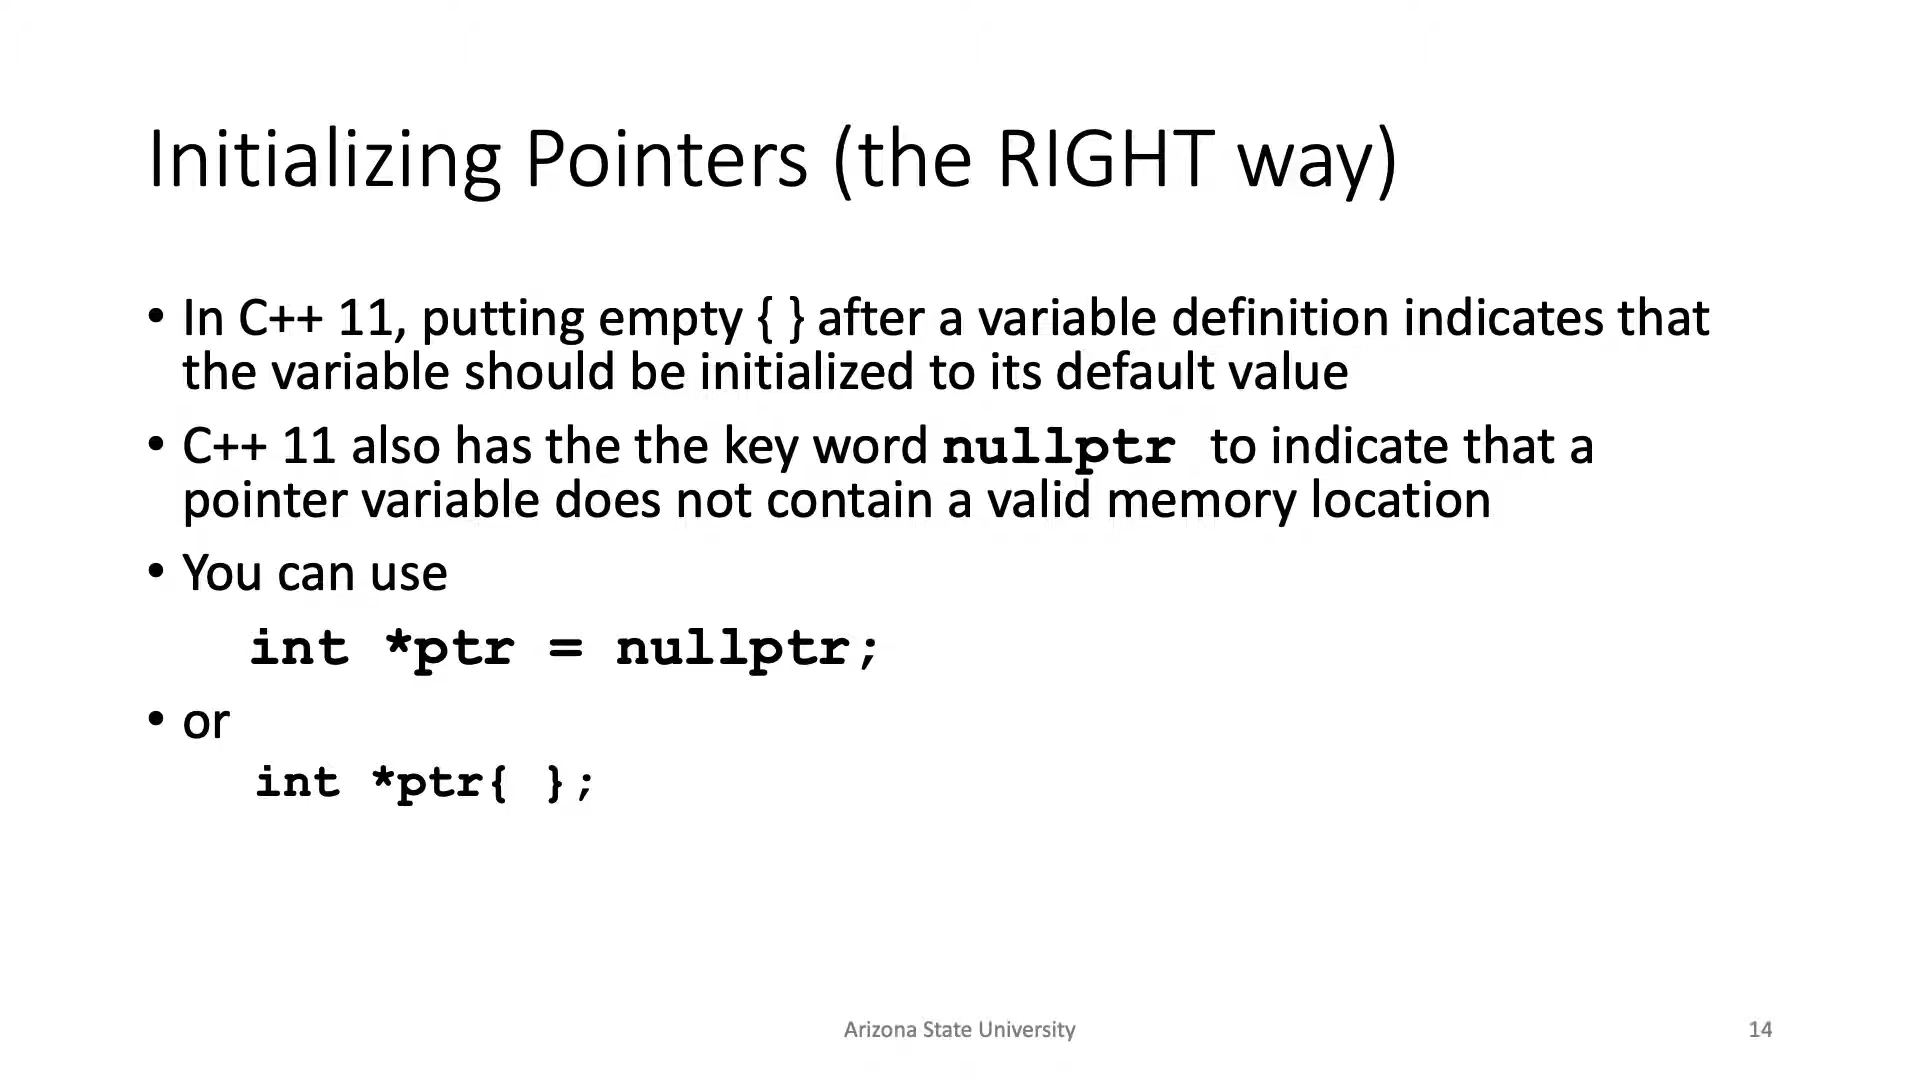 Initializing Pointers (the RIGHT way)
• In C++ 11, putting empty { } after a variable definition indicates that
the variable should be initialized to its default value
• C++ 11 also has the the key word nullptr to indicate that a
pointer variable does not contain a valid memory location
• You can use
int *ptr = nullptr;
• or
int *ptr{ };
Arizona State University
14